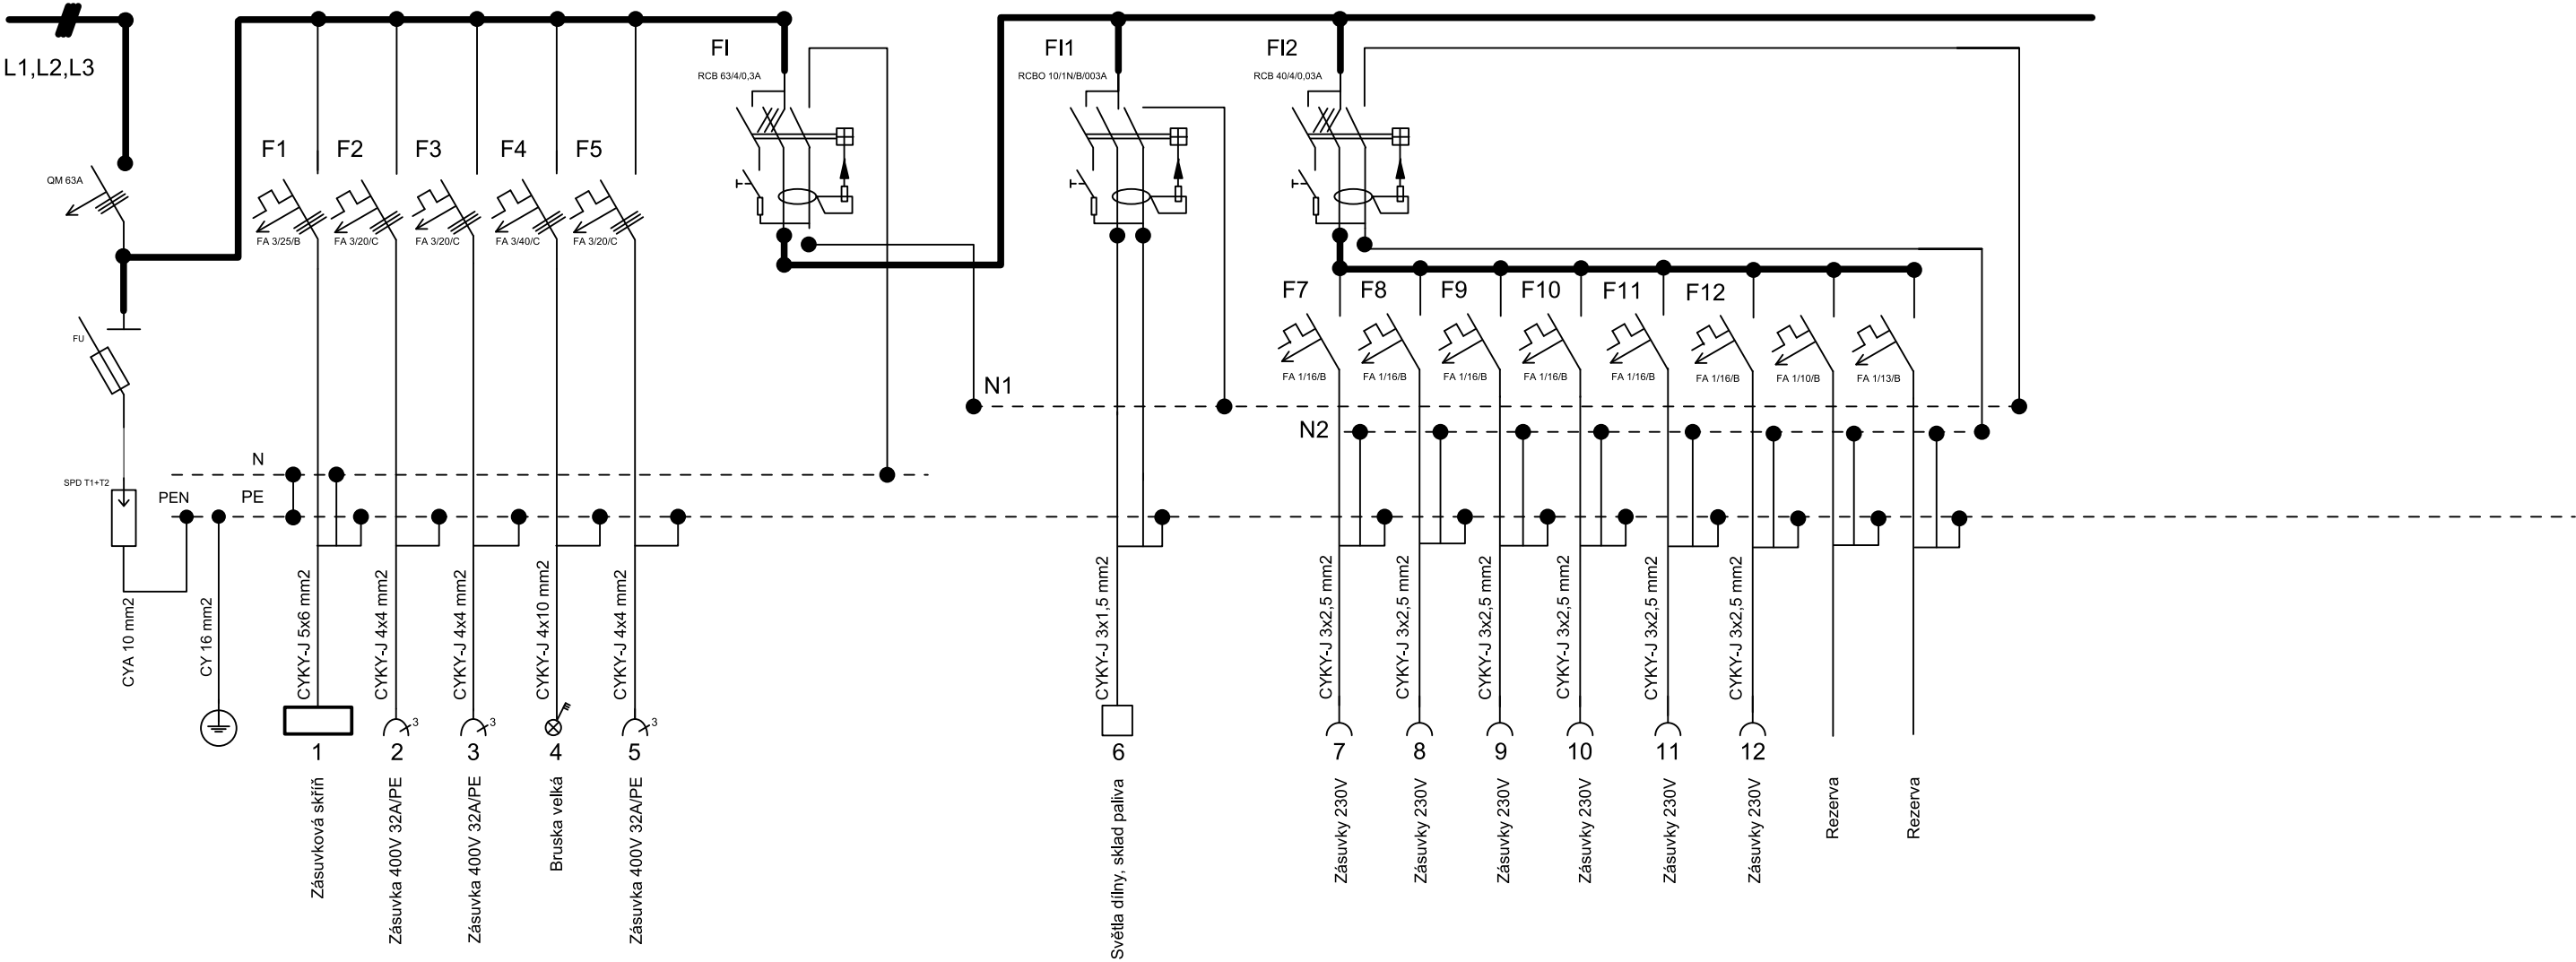 L1,L2,L3
QM 63A
FU
SPD T1+T2
CYA 10 mm2
CY 16 mm2
PEN
PE
N
F1
F2
F3
F4
F5
FA 3/25/B
FA 3/20/C
FA 3/20/C
FA 3/40/C
FA 3/20/C
FI
RCB 63/4/0,3A
FI1
RCBO 10/1N/B/003A
FI2
RCB 40/4/0,03A
N1
N2
F7
F8
F9
F10
F11
F12
FA 1/16/B
FA 1/16/B
FA 1/16/B
FA 1/16/B
FA 1/16/B
FA 1/16/B
FA 1/10/B
FA 1/13/B
CYKY-J 5x6 mm2
CYKY-J 4x4 mm2
CYKY-J 4x4 mm2
CYKY-J 4x10 mm2
CYKY-J 4x4 mm2
CYKY-J 3x1,5 mm2
CYKY-J 3x2,5 mm2
CYKY-J 3x2,5 mm2
CYKY-J 3x2,5 mm2
CYKY-J 3x2,5 mm2
CYKY-J 3x2,5 mm2
CYKY-J 3x2,5 mm2
3
3
3
1
2
3
4
5
6
7
8
9
10
11
12
Zásuvková skříň
Zásuvka 400V 32A/PE
Zásuvka 400V 32A/PE
Bruska velká
Zásuvka 400V 32A/PE
Světla dílny, sklad paliva
Zásuvky 230V
Zásuvky 230V
Zásuvky 230V
Zásuvky 230V
Zásuvky 230V
Zásuvky 230V
Rezerva
Rezerva